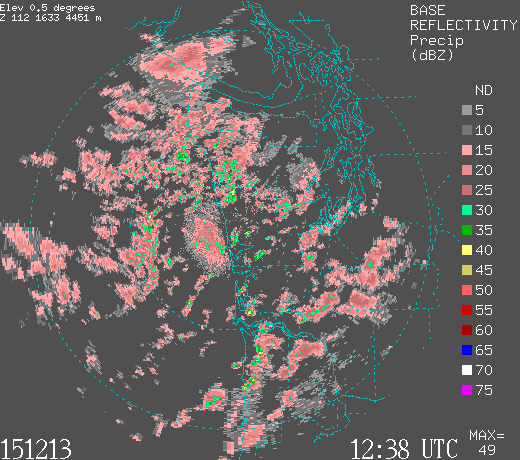 Elev 0.5 degrees
Z 112 1633 4451 m
BASE
REFLECTIVITY
Precip
(dBZ)
ND
5
10
15
20
25
30
35
40
45
50
55
60
65
70
75
MAX=
49
151213
12:38 UTC